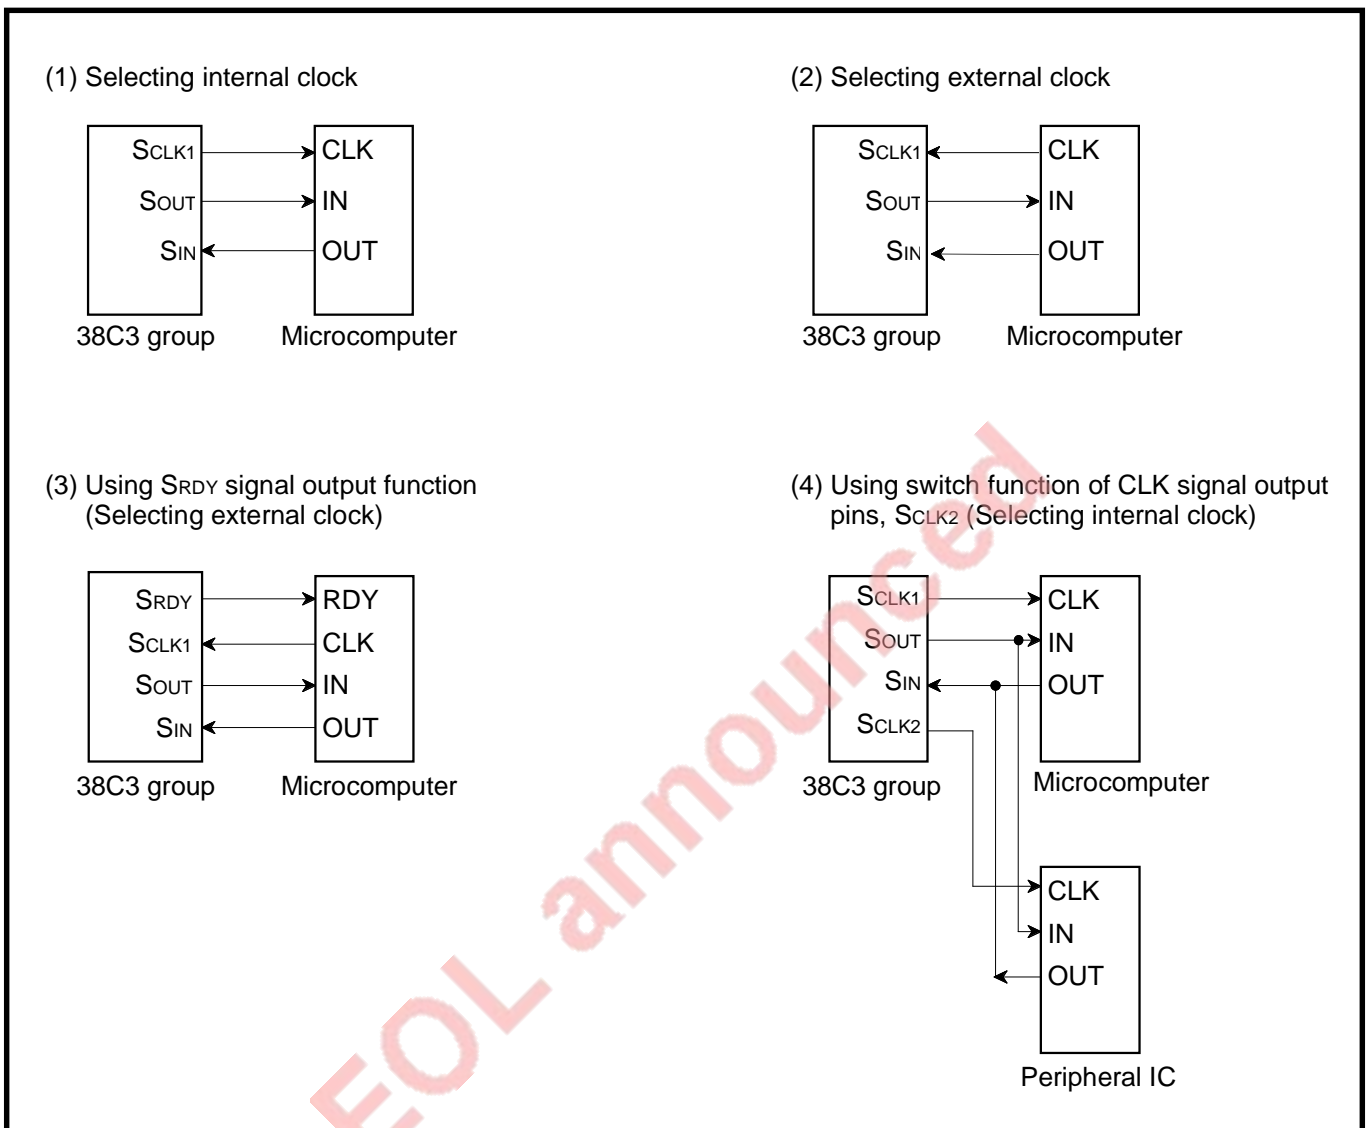 (1) Selecting internal clock
SCLK1 CLK
SOUT IN
SIN OUT
38C3 group Microcomputer
(2) Selecting external clock
SCLK1 CLK
SOUT IN
SIN OUT
38C3 group Microcomputer
(3) Using SRDY signal output function
(Selecting external clock)
SRDY RDY
SCLK1 CLK
SOUT IN
SIN OUT
38C3 group Microcomputer
(4) Using switch function of CLK signal output
pins, SCLK2 (Selecting internal clock)
SCLK1 CLK
SOUT IN
SIN OUT
SCLK2
38C3 group Microcomputer
CLK
IN
OUT
Peripheral IC
EOL announced